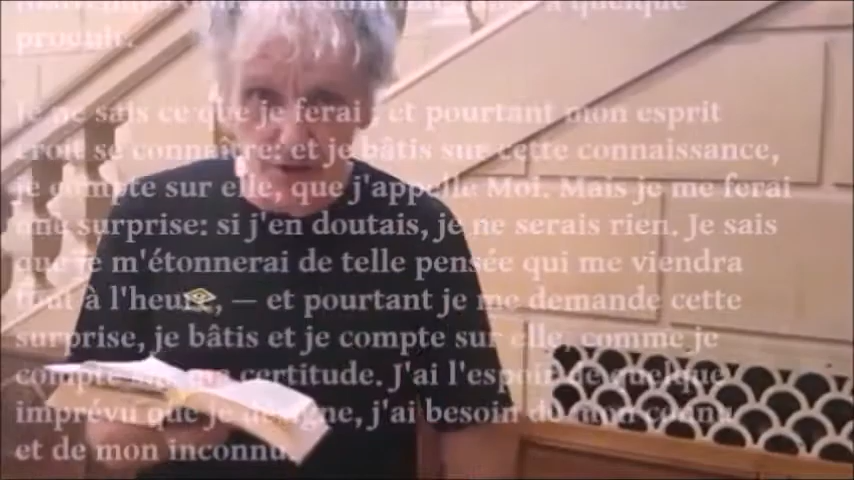 produit.
Je ne sais ce que je ferai ; et pourtant mon esprit
croit se connaître ; et je bâtis sur cette connaissance,
je compte sur elle, que j'appelle Moi. Mais je me ferai
une surprise: si j'en doutais, je ne serais rien. Je sais
que je m'étonnerai de telle pensée qui me viendra
tout à l'heure, — et pourtant je me demande cette
surprise, je bâtis et je compte sur elle, comme je
compte sur certitude. J'ai l'espoir de quelque
imprévu que je désigne, j'ai besoin de mon connu
et de mon inconnu.